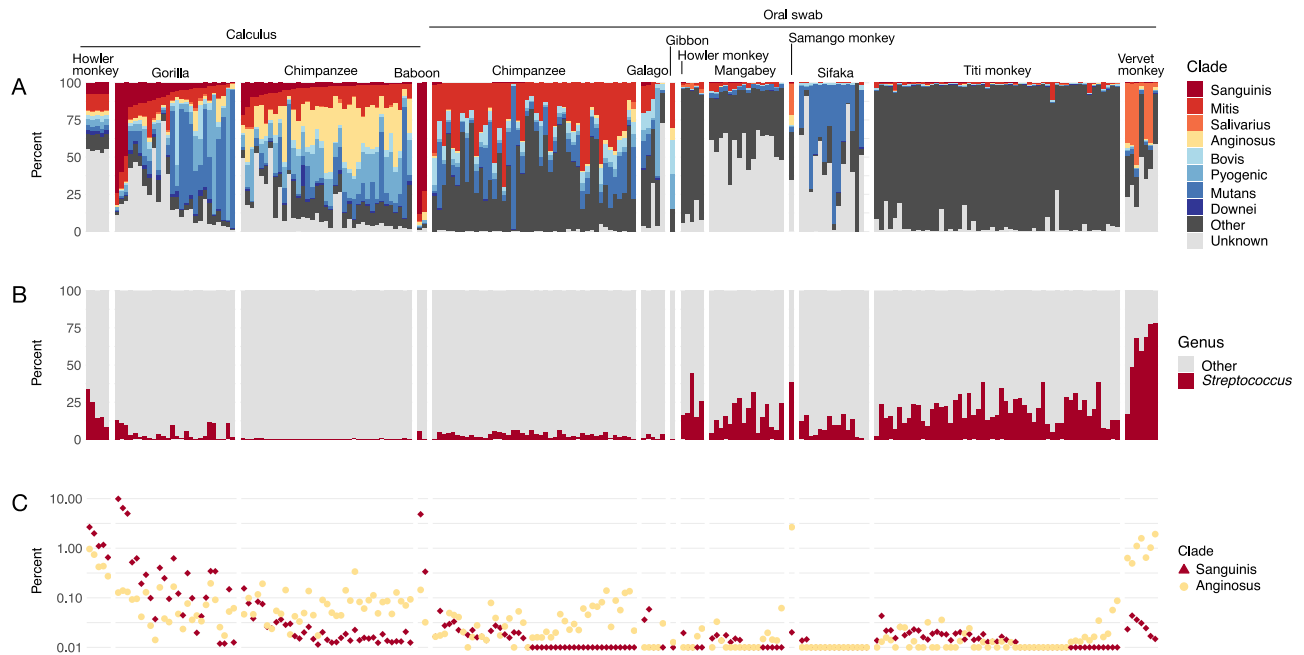 Oral swab
Calculus
Gibbon
Samango monkey
Howler
monkey
Gorilla
Chimpanzee
Baboon
Chimpanzee
Galago
Howler monkey
Mangabey
Sifaka
Titi monkey
Vervet
monkey
A
Percent
100
75
50
25
0
Clade
Sanguinis
Mitis
Salivarius
Anginosus
Bovis
Pyogenic
Mutans
Downei
Other
Unknown
B
Percent
100
75
50
25
0
Genus
Other
Streptococcus
C
Percent
10.00
1.00
0.10
0.01
Clade
Sanguinis
Anginosus